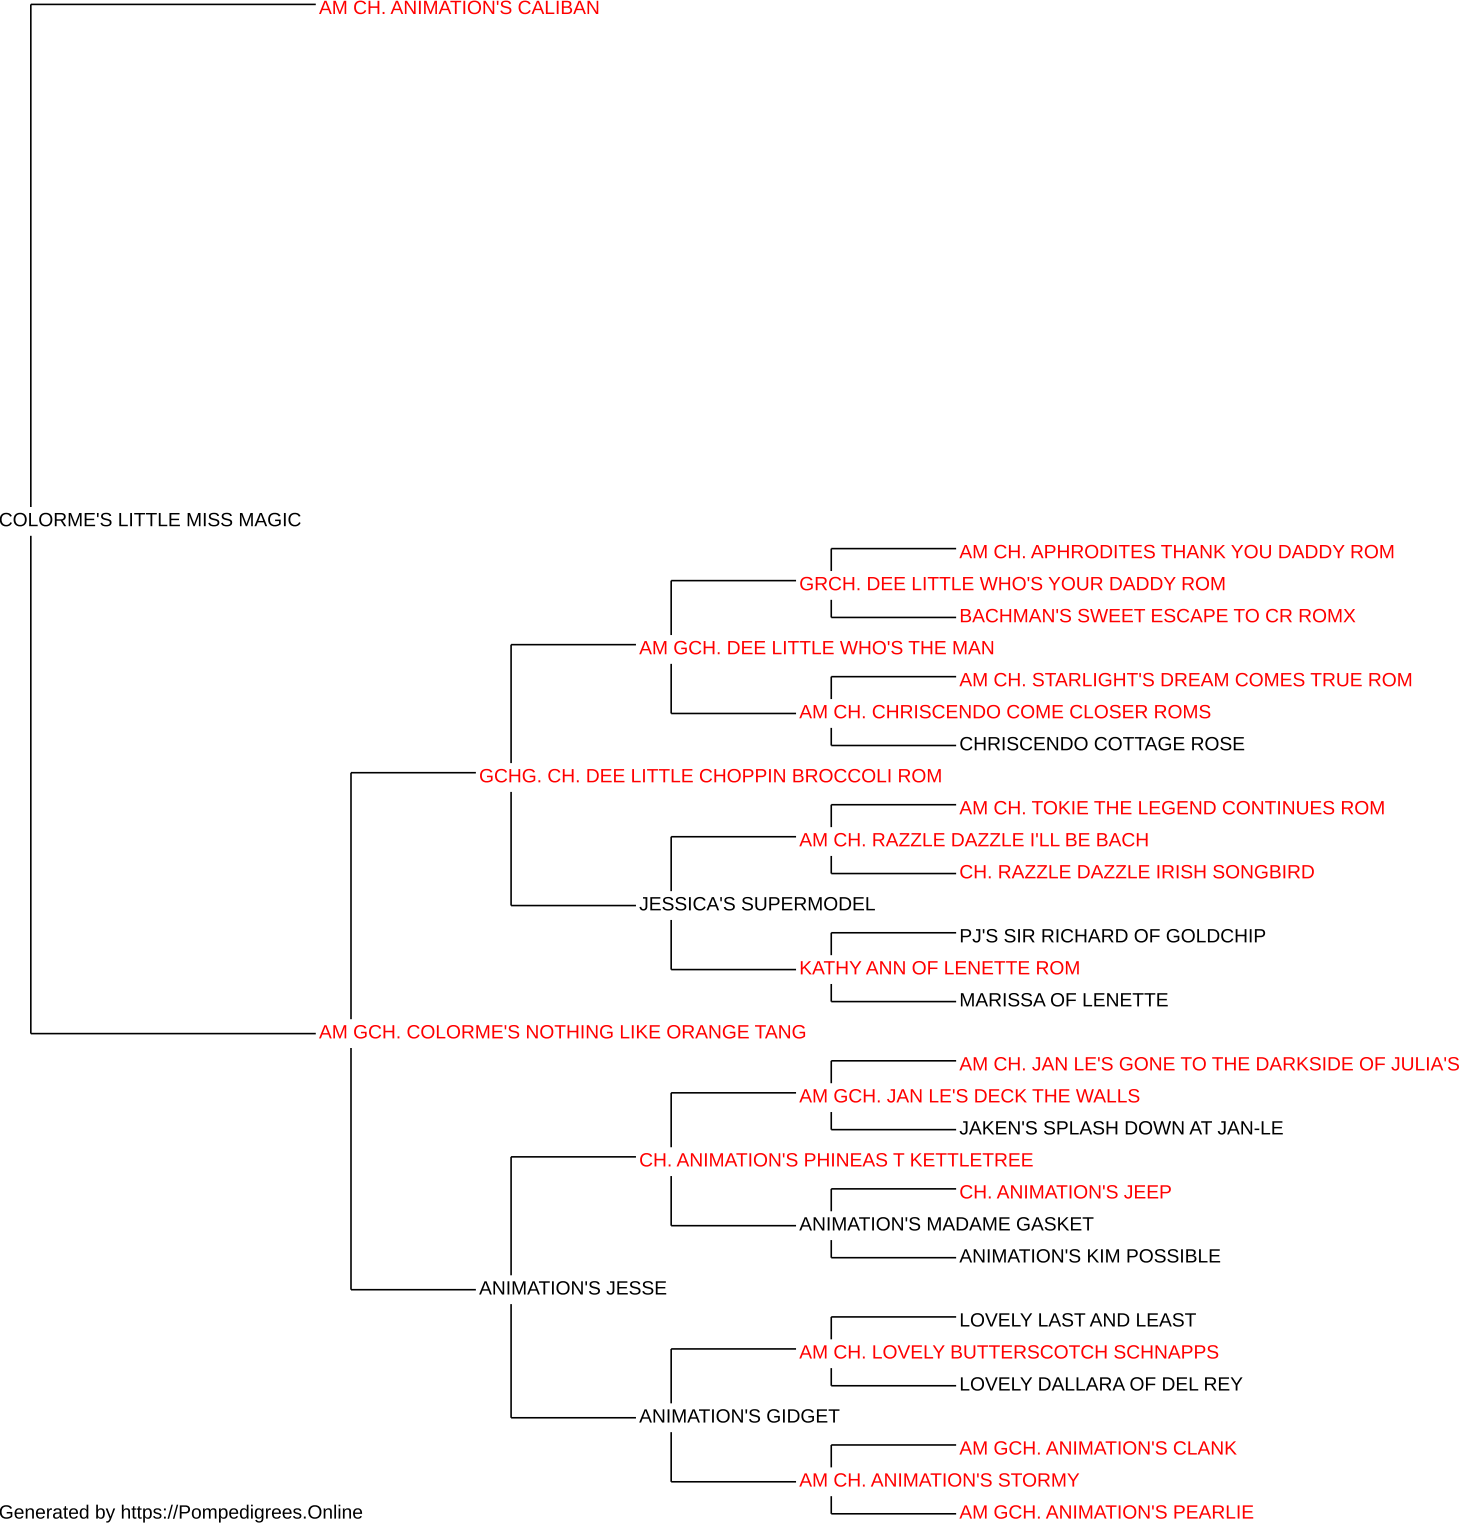 AM CH. ANIMATION'S CALIBAN
COLORME'S LITTLE MISS MAGIC
AM CH. APHRODITES THANK YOU DADDY ROM
GRCH. DEE LITTLE WHO'S YOUR DADDY ROM
BACHMAN'S SWEET ESCAPE TO CR ROMX
AM GCH. DEE LITTLE WHO'S THE MAN
AM CH. STARLIGHT'S DREAM COMES TRUE ROM
AM CH. CHRISCENDO COME CLOSER ROMS
CHRISCENDO COTTAGE ROSE
GCHG. CH. DEE LITTLE CHOPPIN BROCCOLI ROM
AM CH. TOKIE THE LEGEND CONTINUES ROM
AM CH. RAZZLE DAZZLE I'LL BE BACH
CH. RAZZLE DAZZLE IRISH SONGBIRD
JESSICA'S SUPERMODEL
PJ'S SIR RICHARD OF GOLDCHIP
KATHY ANN OF LENETTE ROM
MARISSA OF LENETTE
AM GCH. COLORME'S NOTHING LIKE ORANGE TANG
AM CH. JAN LE'S GONE TO THE DARKSIDE OF JULIA'S
AM GCH. JAN LE'S DECK THE WALLS
JAKEN'S SPLASH DOWN AT JAN-LE
CH. ANIMATION'S PHINEAS T KETTLETREE
CH. ANIMATION'S JEEP
ANIMATION'S MADAME GASKET
ANIMATION'S KIM POSSIBLE
ANIMATION'S JESSE
LOVELY LAST AND LEAST
AM CH. LOVELY BUTTERSCOTCH SCHNAPPS
LOVELY DALLARA OF DEL REY
ANIMATION'S GIDGET
AM GCH. ANIMATION'S CLANK
AM CH. ANIMATION'S STORMY
AM GCH. ANIMATION'S PEARLIE
Generated by https://Pompedigrees.Online